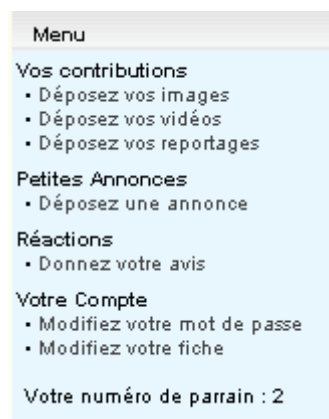 Menu
Vos contributions
• Déposez vos images
• Déposez vos vidéos
• Déposez vos reportages
Petites Annonces
• Déposez une annonce
Réactions
• Donnez votre avis
Votre Compte
• Modifiez votre mot de passe
• Modifiez votre fiche
Votre numéro de parrain : 2